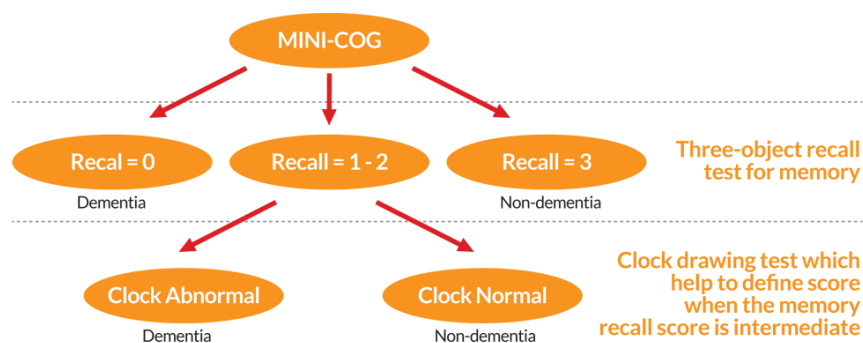 MINI-COG
Recal = 0
Recall = 1 - 2
Recall = 3
Three-object recall
test for memory
Dementia
Non-dementia
Clock Abnormal
Clock Normal
Clock drawing test which
help to define score
when the memory
recall score is intermediate
Dementia
Non-dementia